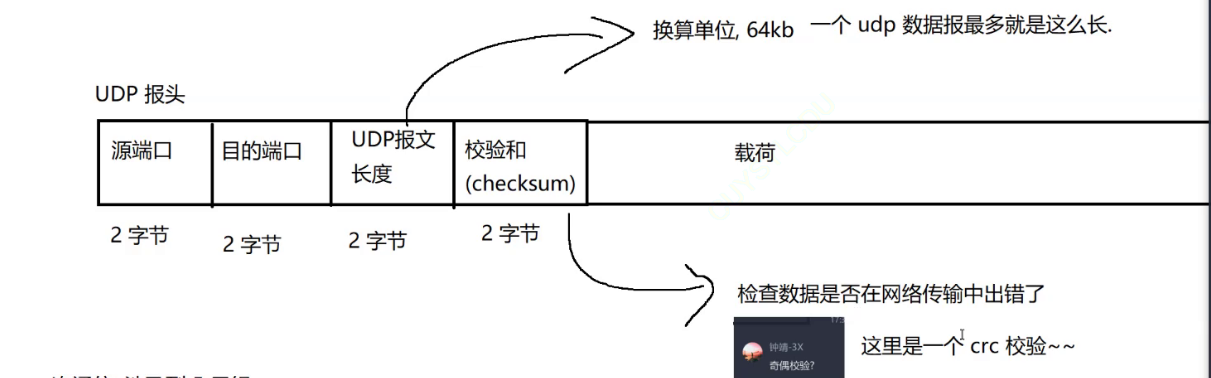 换算单位, 64kb 一个 udp 数据报最多就是这么长.
UDP 报头
源端口
目的端口
UDP报文
长度
校验和
(checksum)
载荷
2 字节
2 字节
2 字节
2 字节
检查数据是否在网络传输中出错了
钟靖-3X
奇偶校验?
这里是一个 crc 校验~~